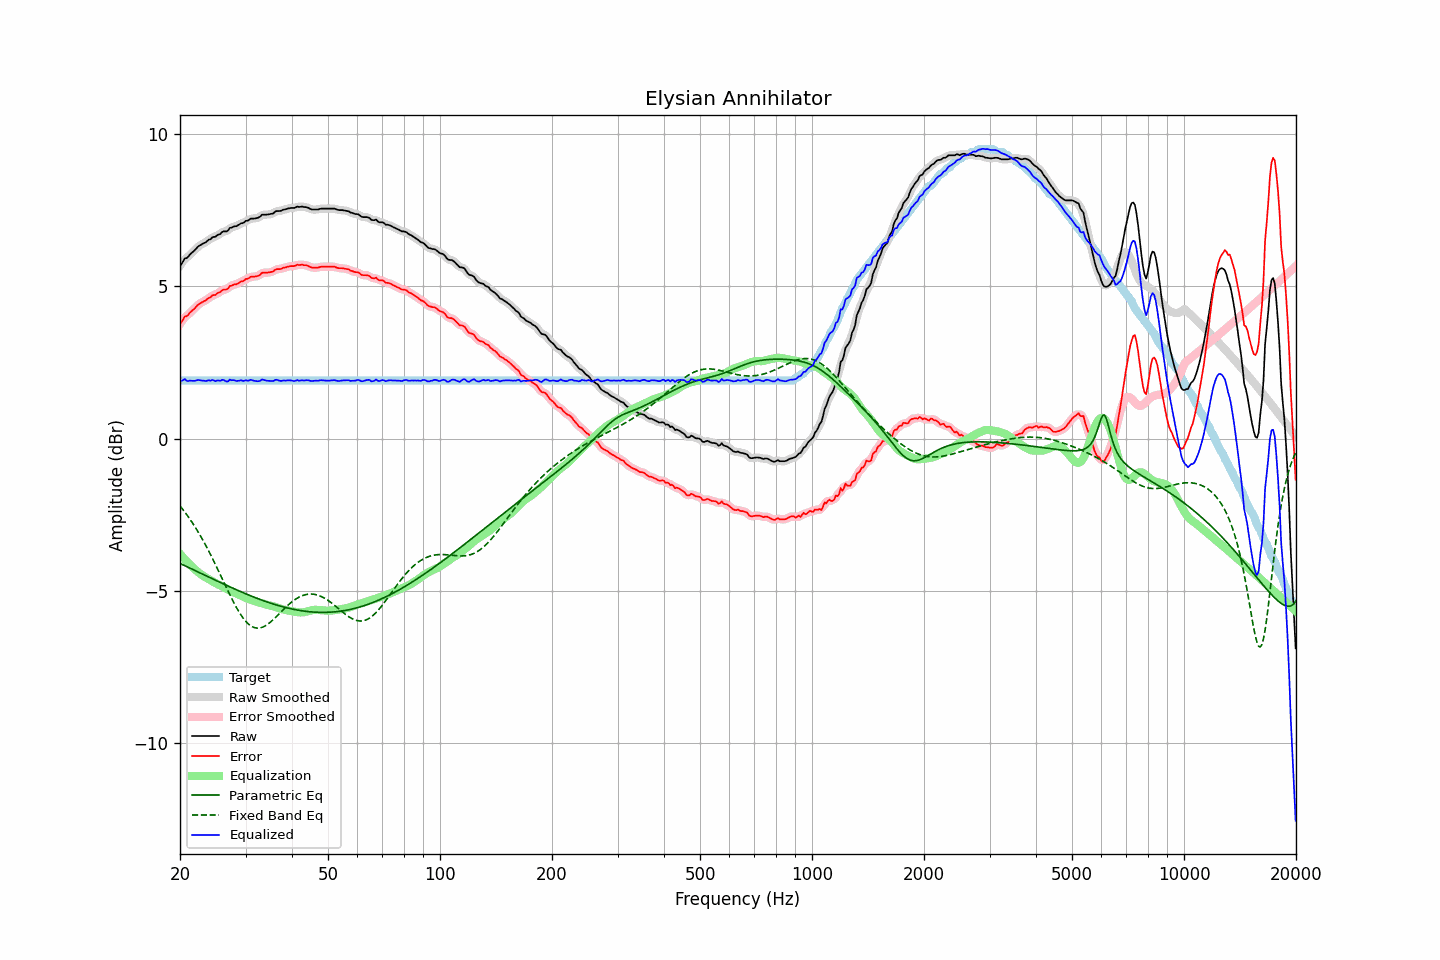 Elysian Annihilator
10
5
0
−5
−10
Amplitude (dBr)
Target
Raw Smoothed
Error Smoothed
Raw
Error
Equalization
Parametric Eq
Fixed Band Eq
Equalized
20 50 100 200 500 1000 2000 5000 10000 20000
Frequency (Hz)